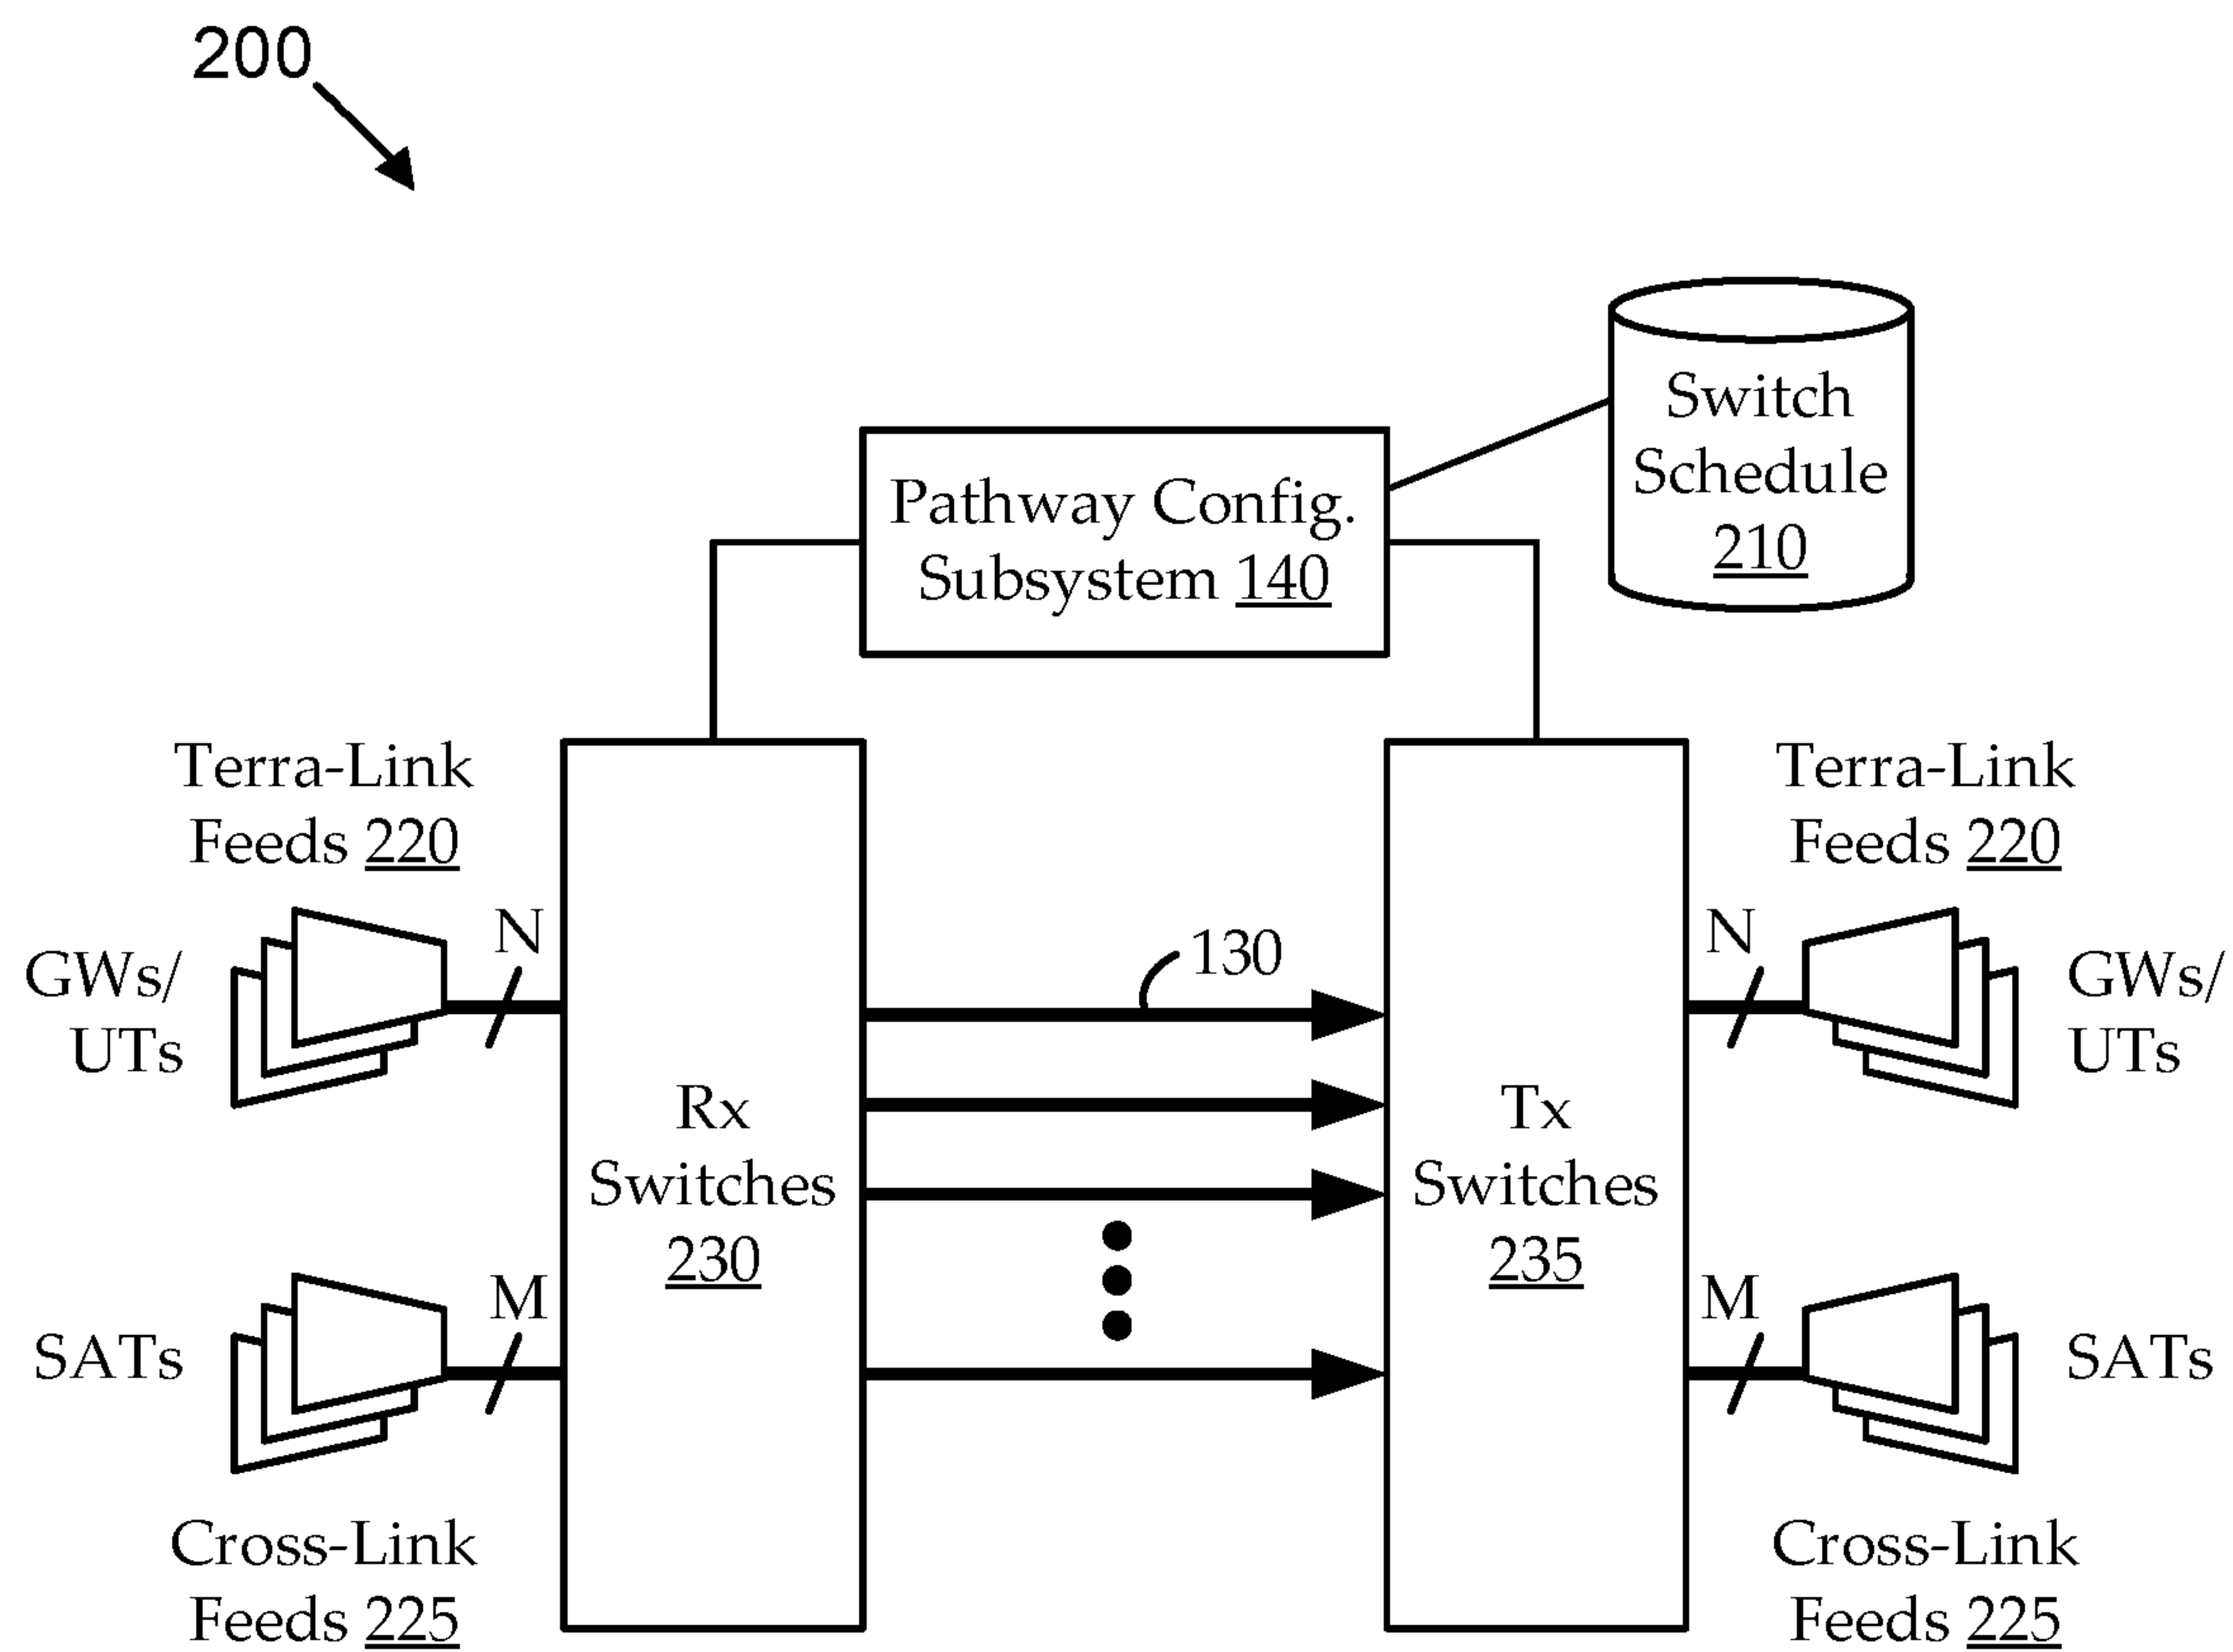 200
Switch
Schedule
210
Pathway Config.
Subsystem 140
Terra-Link
Feeds 220
Terra-Link
Feeds 220
N
130
N
GWs/
UTs
GWs/
UTs
Rx
Switches
230
Tx
Switches
235
M
M
SATs
SATs
Cross-Link
Feeds 225
Cross-Link
Feeds 225